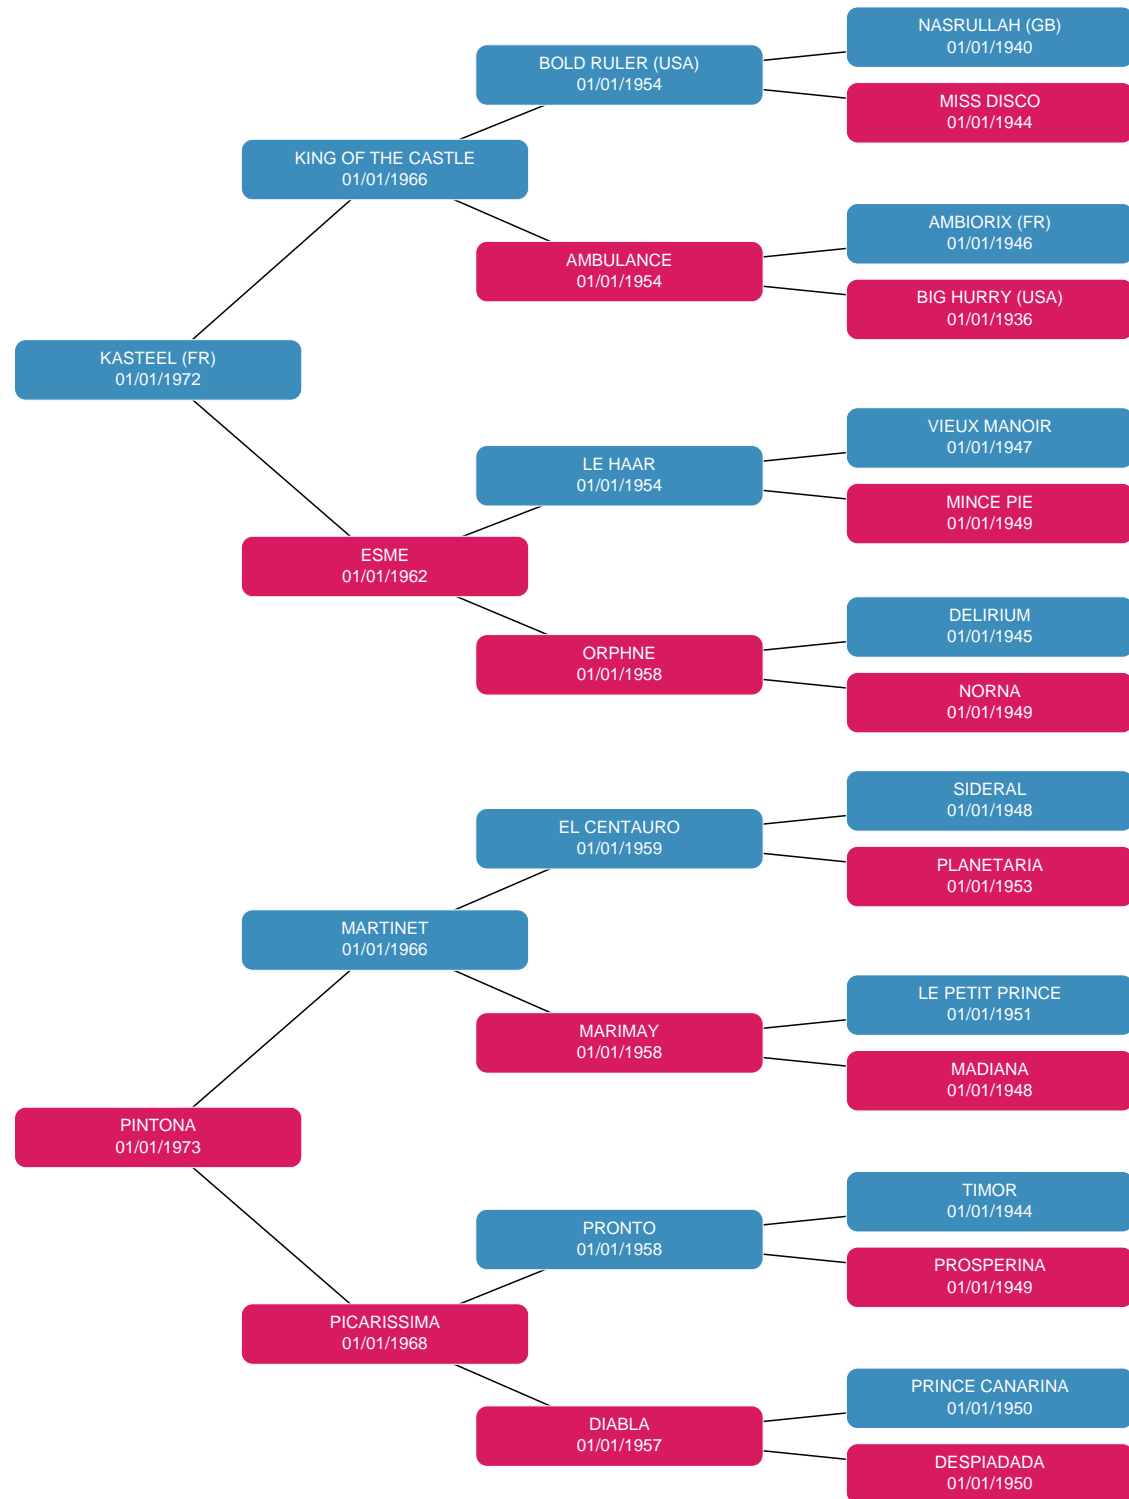 NASRULLAH (GB)
01/01/1940
BOLD RULER (USA)
01/01/1954
MISS DISCO
01/01/1944
KING OF THE CASTLE
01/01/1966
AMBIORIX (FR)
01/01/1946
AMBULANCE
01/01/1954
BIG HURRY (USA)
01/01/1936
KASTEEL (FR)
01/01/1972
VIEUX MANOIR
01/01/1947
LE HAAR
01/01/1954
MINCE PIE
01/01/1949
ESME
01/01/1962
DELIRIUM
01/01/1945
ORPHNE
01/01/1958
NORNA
01/01/1949
SIDERAL
01/01/1948
EL CENTAURO
01/01/1959
PLANETARIA
01/01/1953
MARTINET
01/01/1966
LE PETIT PRINCE
01/01/1951
MARIMAY
01/01/1958
MADIANA
01/01/1948
PINTONA
01/01/1973
TIMOR
01/01/1944
PRONTO
01/01/1958
PROSPERINA
01/01/1949
PICARISSIMA
01/01/1968
PRINCE CANARINA
01/01/1950
DIABLA
01/01/1957
DESPIADADA
01/01/1950